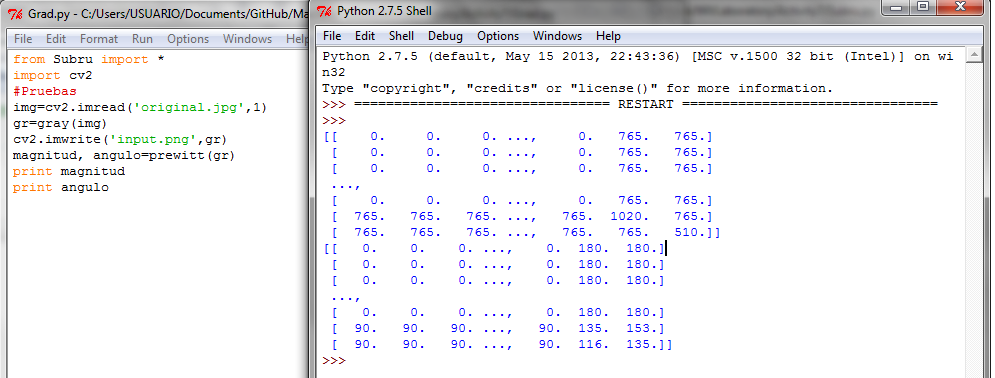 Grad.py - C:/Users/USUARIO/Documents/GitHub/Ma
File Edit Format Run Options Windows Help
from Subru import *
import cv2
#Pruebas
img=cv2.imread('original.jpg',1)
gr=gray(img)
cv2.imwrite('input.png',gr)
magnitud, angulo=prewitt(gr)
print magnitud
print angulo
Python 2.7.5 Shell
File Edit Shell Debug Options Windows Help
Python 2.7.5 (default, May 15 2013, 22:43:36) [MSC v.1500 32 bit (Intel)] on wi
n32
Type "copyright", "credits" or "license()" for more information.
>>> ================================ RESTART ================================
>>>
[[    0.     0.     0. ...,     0.   765.   765.]
 [    0.     0.     0. ...,     0.   765.   765.]
 [    0.     0.     0. ...,     0.   765.   765.]
 ...,
 [    0.     0.     0. ...,     0.   765.   765.]
 [  765.   765.   765. ...,   765.  1020.   765.]
 [  765.   765.   765. ...,   765.   765.   510.]]
[[   0.    0.    0. ...,    0.  180.  180.]
 [   0.    0.    0. ...,    0.  180.  180.]
 [   0.    0.    0. ...,    0.  180.  180.]
 ...,
 [   0.    0.    0. ...,    0.  180.  180.]
 [  90.   90.   90. ...,   90.  135.  153.]
 [  90.   90.   90. ...,   90.  116.  135.]]
>>>